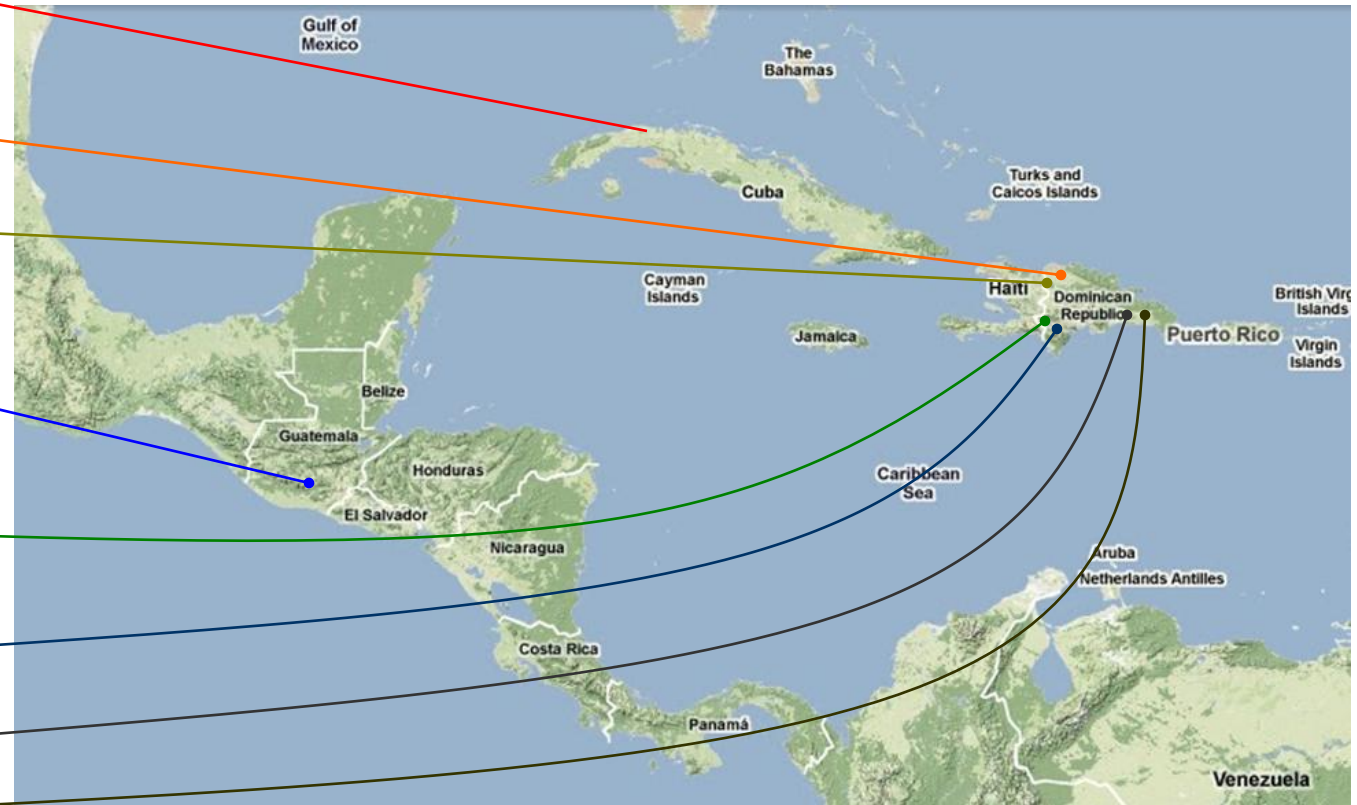 Gulf of
Mexico
The
Bahamas
Turks and
Caicos Islands
Cuba
Cayman
Islands
Haiti
Dominican
Republic
British Virg
Islands
Jamaica
Puerto Rico
Virgin
Islands
Belize
Guatemala
Honduras
Caribbean
Sea
El Salvador
Nicaragua
Aruba
Netherlands Antilles
Costa Rica
Panamá
Venezuela